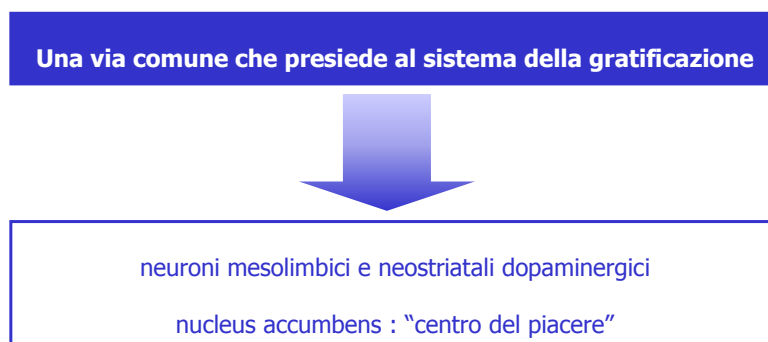 Una via comune che presiede al sistema della gratificazione
neuroni mesolimbici e neostriatali dopaminergici
nucleus accumbens : “centro del piacere”